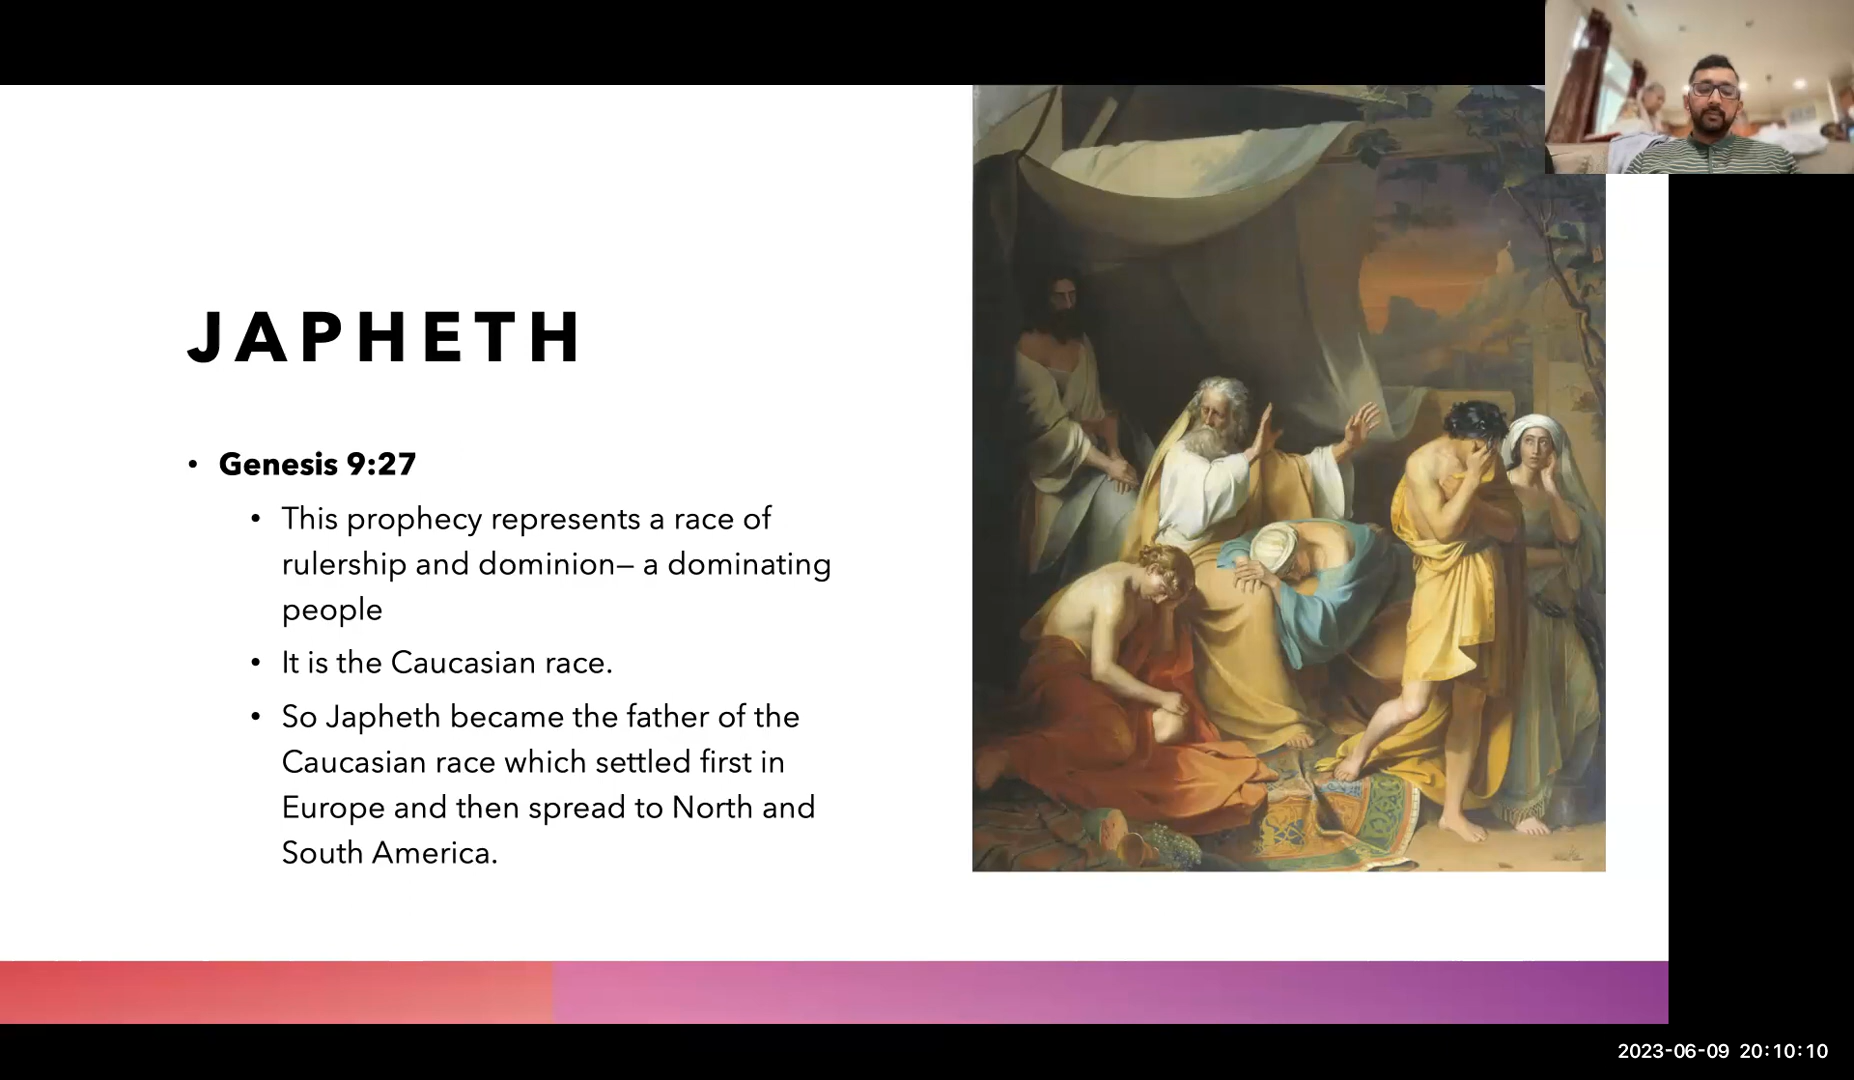 JAPHETH
• Genesis 9:27
• This prophecy represents a race of
rulership and dominion— a dominating
people
• It is the Caucasian race.
• So Japheth became the father of the
Caucasian race which settled first in
Europe and then spread to North and
South America.
2023-06-09 20:10:10